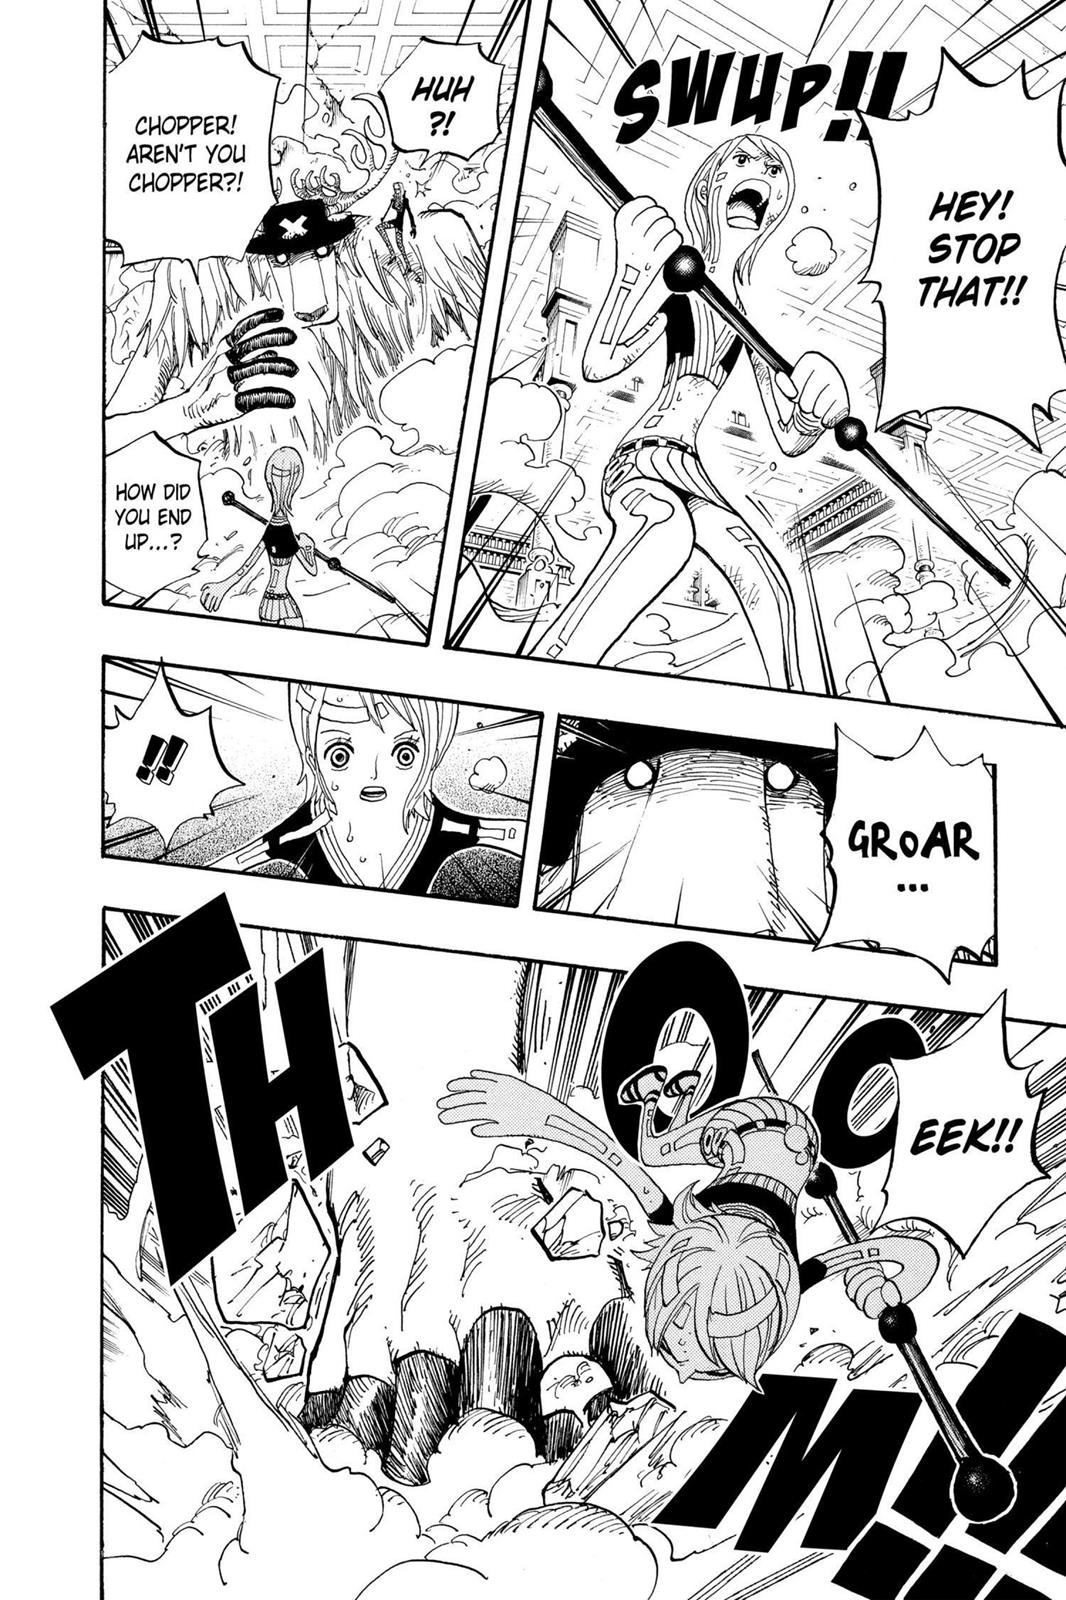 SWUP!!
HEY!
STOP
THAT!!
HUH
?!
CHOPPER!
AREN'T YOU
CHOPPER?!
HOW DID
YOU END
UP...?
GROAR
...
!!
EEK!!
THOOM!!